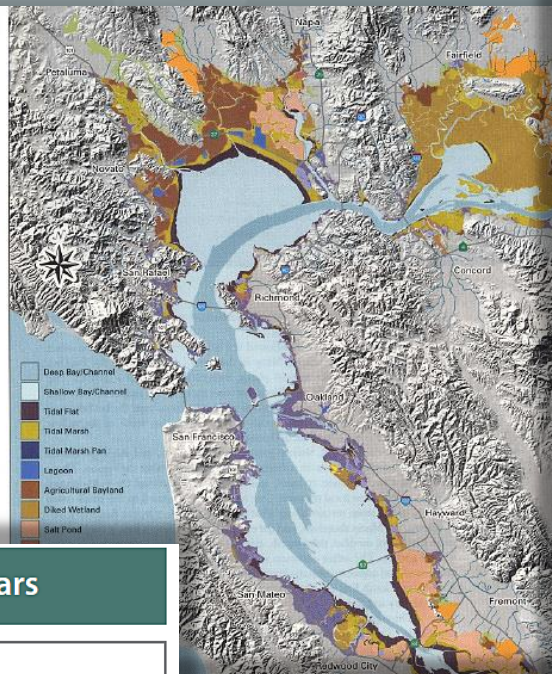 Napa
Petaluma
Fairfield
37
Novato
San Rafael
Concord
Richmond
Deep Bay/Channel
Shallow Bay/Channel
Tidal Flat
Tidal Marsh
Tidal Marsh Pan
Lagoon
Agricultural Bayland
Diked Wetland
Salt Pond
Oakland
San Francisco
Hayward
San Mateo
Fremont
Redwood City
ars